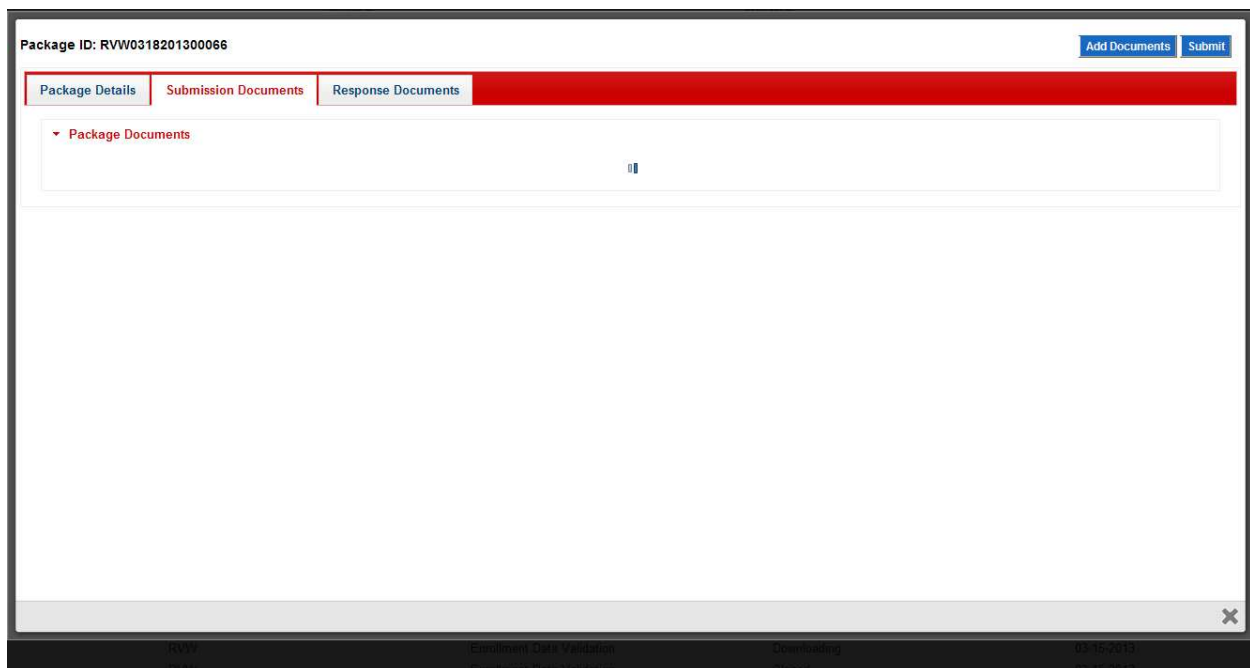 Package ID: RVW0318201300066
Add Documents Submit
Package Details Submission Documents Response Documents
Package Documents
RVW Enrollment Data Validation Downloading 03-15-2013